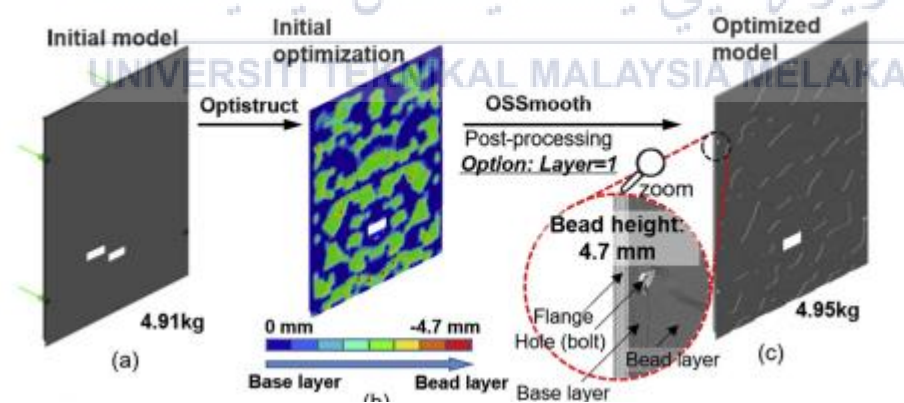 Initial model
Initial
optimization
Optimized
model
UNIVERSITI TEKNIKAL MALAYSIA MELAKA
Optistruct
OSSmooth
Post-processing
Option: Layer=1
zoom
Bead height:
4.7 mm
Flange
Hole (bolt)
Bead layer
Base layer
4.91kg
(a)
0 mm
-4.7 mm
Base layer
Bead layer
(b)
4.95kg
(c)